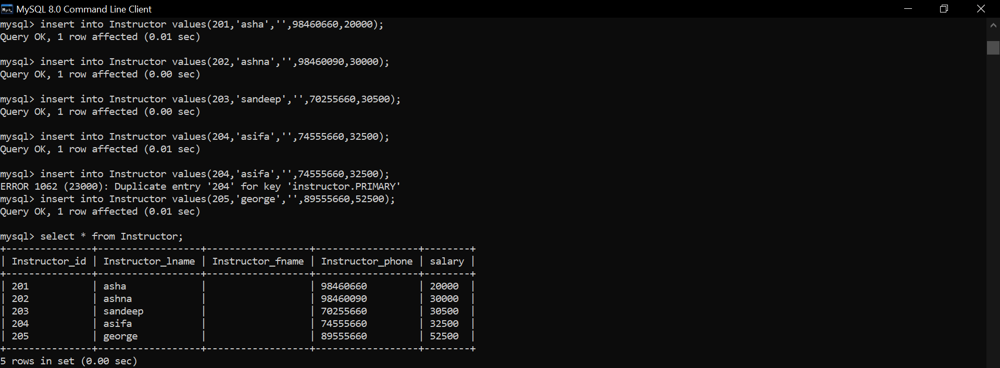 MySQL 8.0 Command Line Client
mysql> insert into Instructor values(201,'asha','',98460660,20000);
Query OK, 1 row affected (0.01 sec)
mysql> insert into Instructor values(202,'ashna','',98460090,30000);
Query OK, 1 row affected (0.00 sec)
mysql> insert into Instructor values(203,'sandeep','',70255660,30500);
Query OK, 1 row affected (0.00 sec)
mysql> insert into Instructor values(204,'asifa','',74555660,32500);
Query OK, 1 row affected (0.01 sec)
mysql> insert into Instructor values(204,'asifa','',74555660,32500);
ERROR 1062 (23000): Duplicate entry '204' for key 'instructor.PRIMARY'
mysql> insert into Instructor values(205,'george','',89555660,52500);
Query OK, 1 row affected (0.01 sec)
mysql> select * from Instructor;
+---------------+------------------+------------------+------------------+--------+
| Instructor_id | Instructor_lname | Instructor_fname | Instructor_phone | salary |
+---------------+------------------+------------------+------------------+--------+
| 201           | asha             |                  | 98460660         | 20000  |
| 202           | ashna            |                  | 98460090         | 30000  |
| 203           | sandeep          |                  | 70255660         | 30500  |
| 204           | asifa            |                  | 74555660         | 32500  |
| 205           | george           |                  | 89555660         | 52500  |
+---------------+------------------+------------------+------------------+--------+
5 rows in set (0.00 sec)